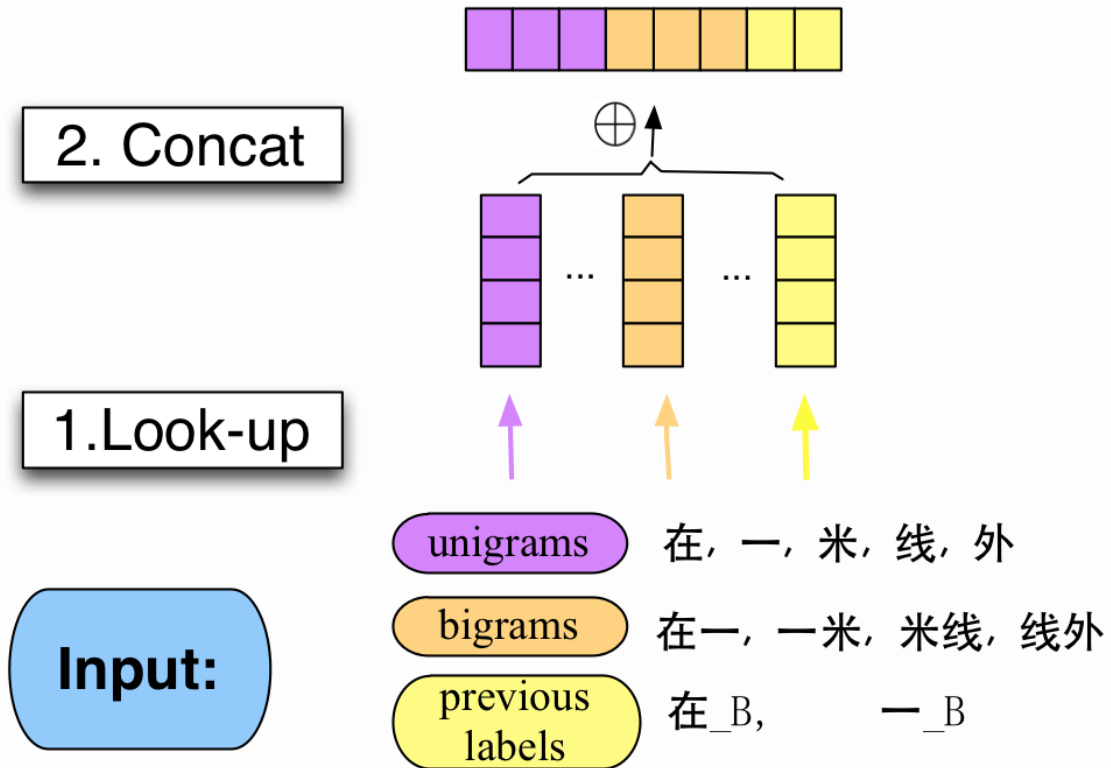 2. Concat
...
...
1.Look-up
unigrams 在, 一, 米, 线, 外
bigrams 在一, 一米, 米线, 线外
Input:
previous
labels
在_B, 一_B